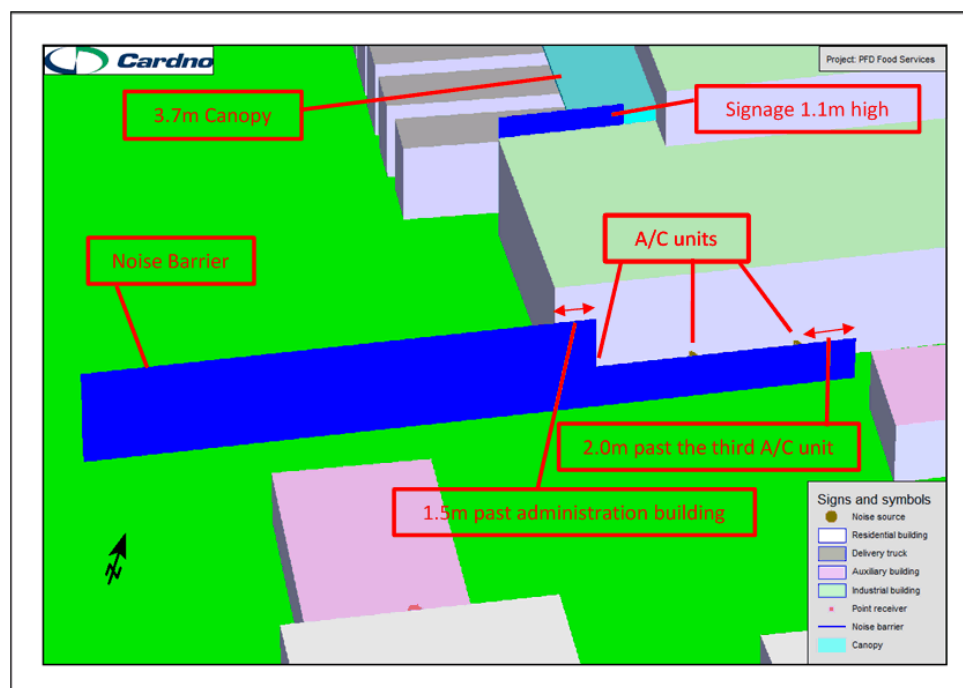 Cardno
Project: PFD Food Services
3.7m Canopy
Signage 1.1m high
A/C units
Noise Barrier
2.0m past the third A/C unit
1.5m past administration building
N
Signs and symbols
Noise source
Residential building
Delivery truck
Auxiliary building
Industrial building
Point receiver
Noise barrier
Canopy